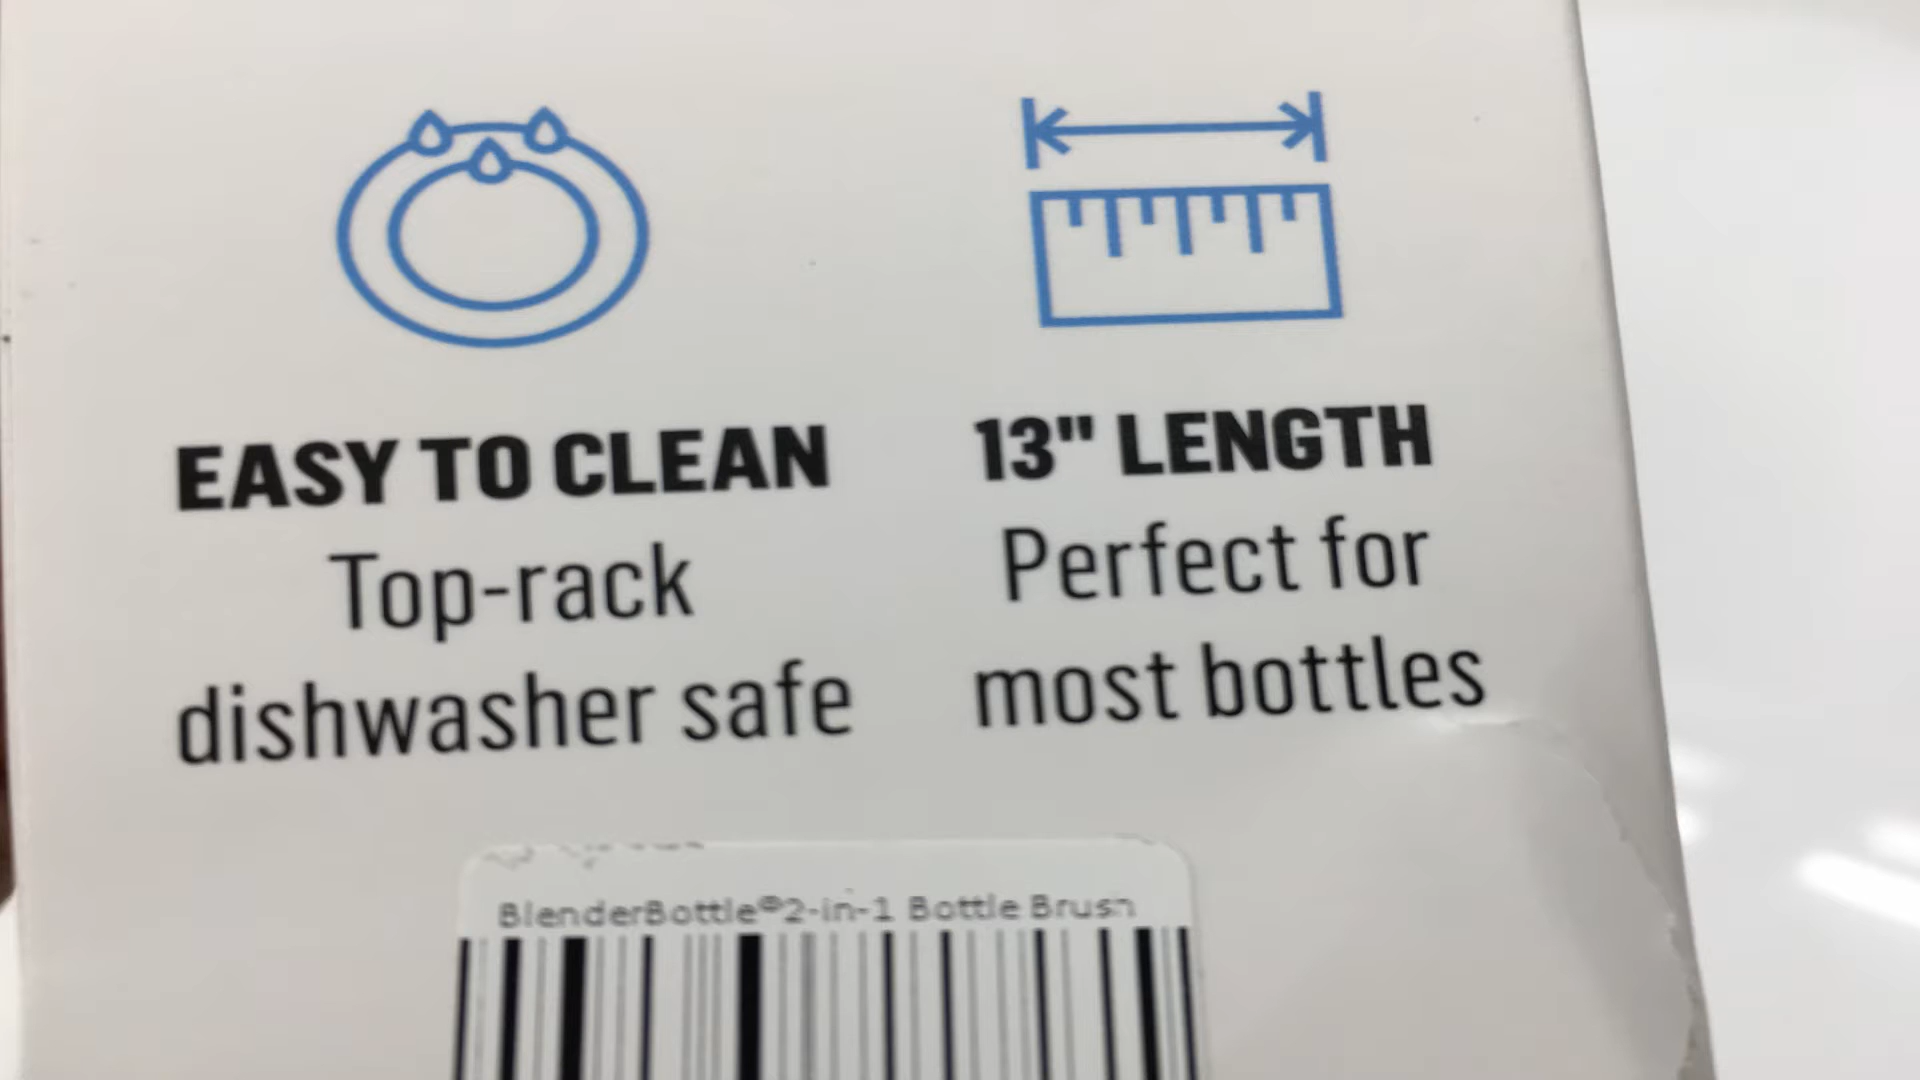 EASY TO CLEAN
Top-rack
dishwasher safe
13" LENGTH
Perfect for
most bottles
BlenderBottle®2-in-1 Bottle Brush